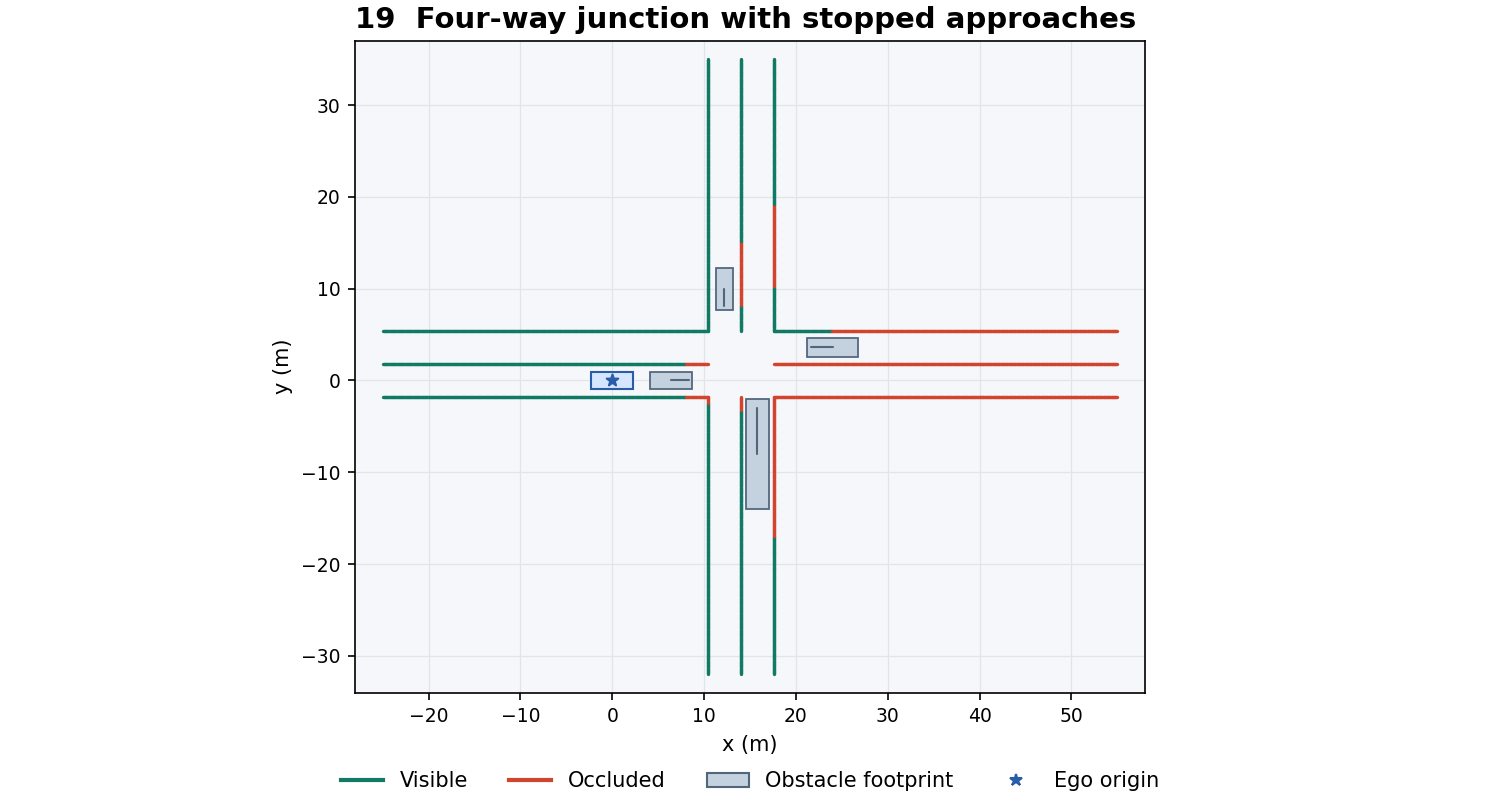 19 Four-way junction with stopped approaches
30
20
10
0
−10
−20
−30
y (m)
−20 −10 0 10 20 30 40 50
x (m)
Visible Occluded Obstacle footprint Ego origin